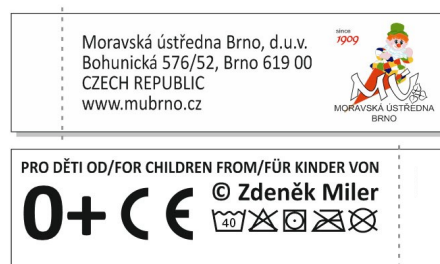 Moravská ústředna Brno, d.u.v.
Bohunická 576/52, Brno 619 00
CZECH REPUBLIC
www.mubrno.cz
since
1909
MU
MORAVSKÁ ÚSTŘEDNA
BRNO
PRO DĚTI OD/FOR CHILDREN FROM/FÜR KINDER VON
0+ CE
© Zdeněk Miler
40